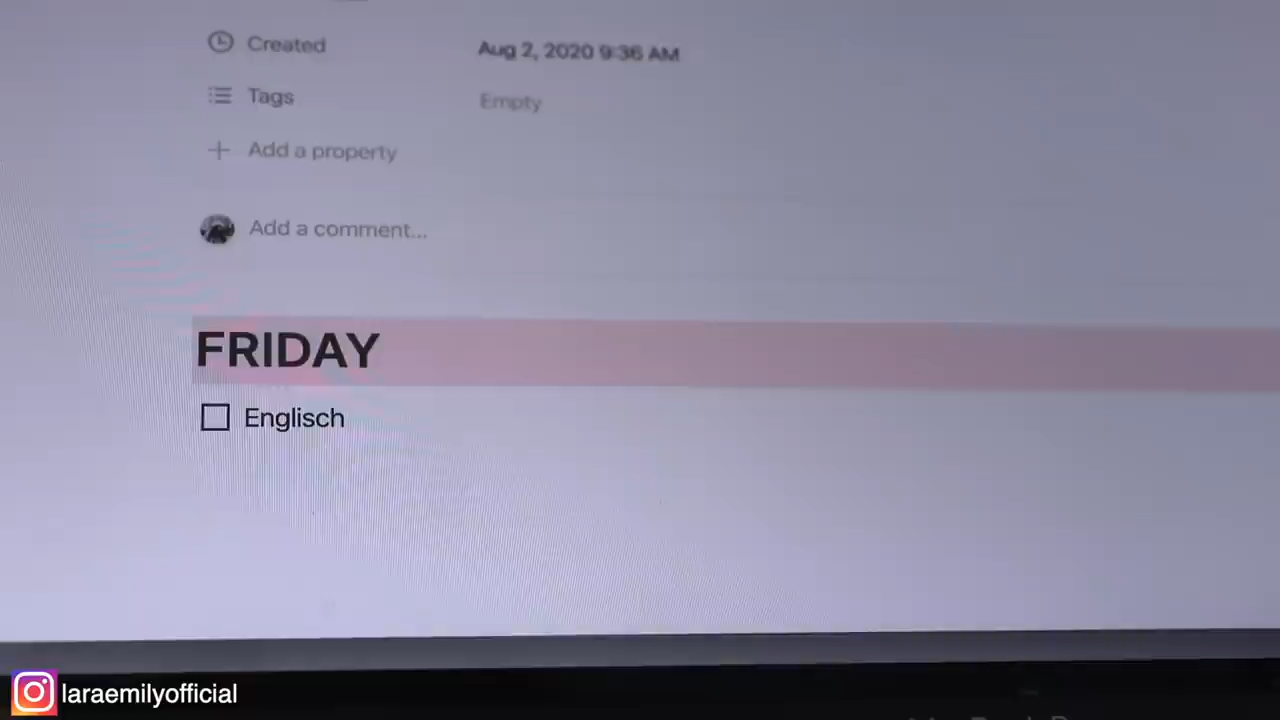 Created Aug 2, 2020 9:36 AM
Tags Empty
Add a property
Add a comment...
FRIDAY
Englisch
laraemilyofficial